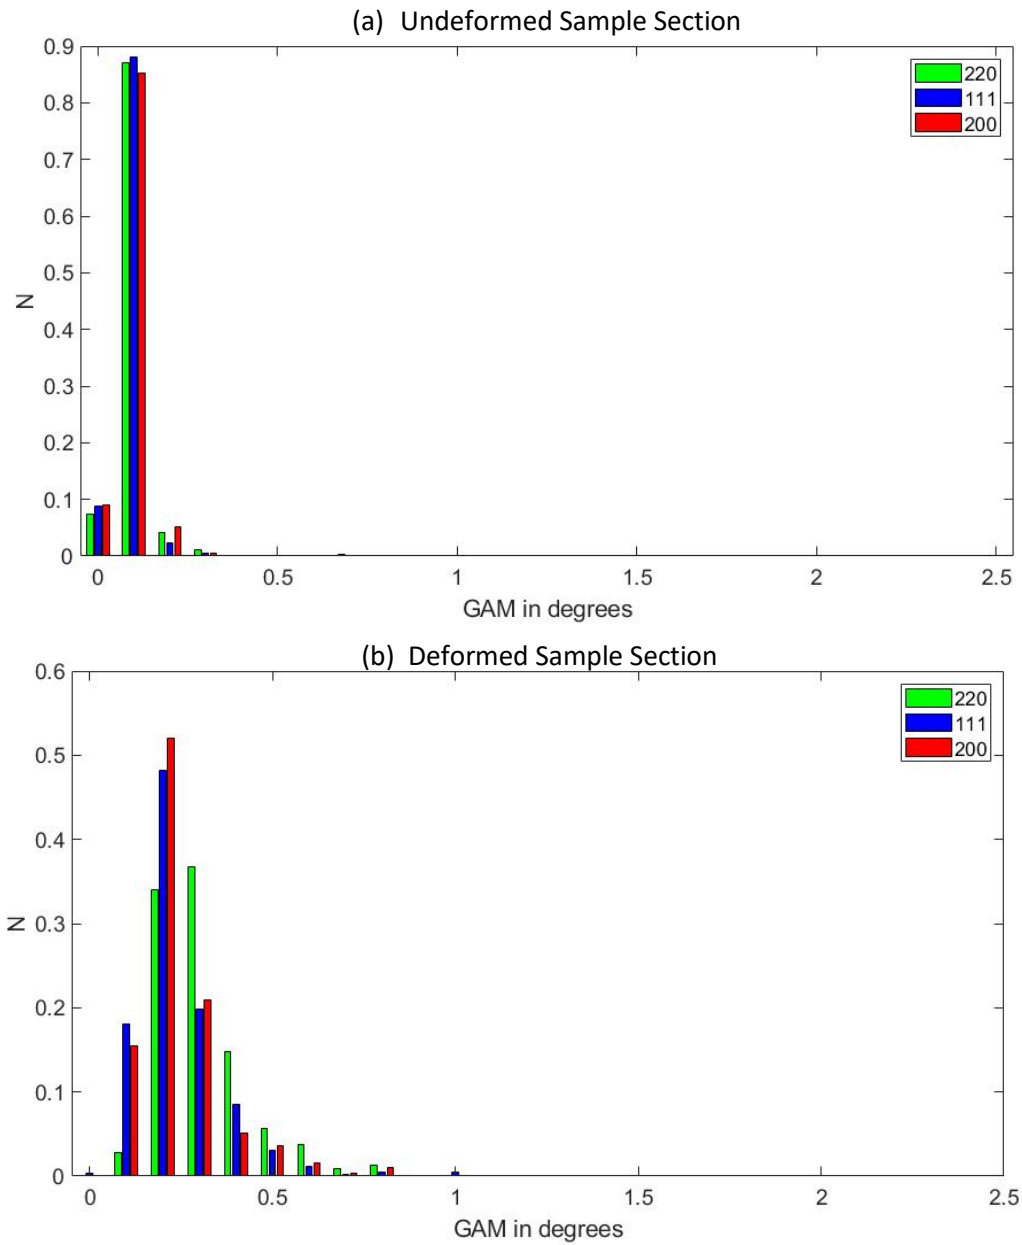 (a) Undeformed Sample Section
0.9
0.8
0.7
0.6
0.5
0.4
0.3
0.2
0.1
0
N
220
111
200
0 0.5 1 1.5 2 2.5
GAM in degrees
(b) Deformed Sample Section
0.6
0.5
0.4
0.3
0.2
0.1
0
N
220
111
200
0 0.5 1 1.5 2 2.5
GAM in degrees